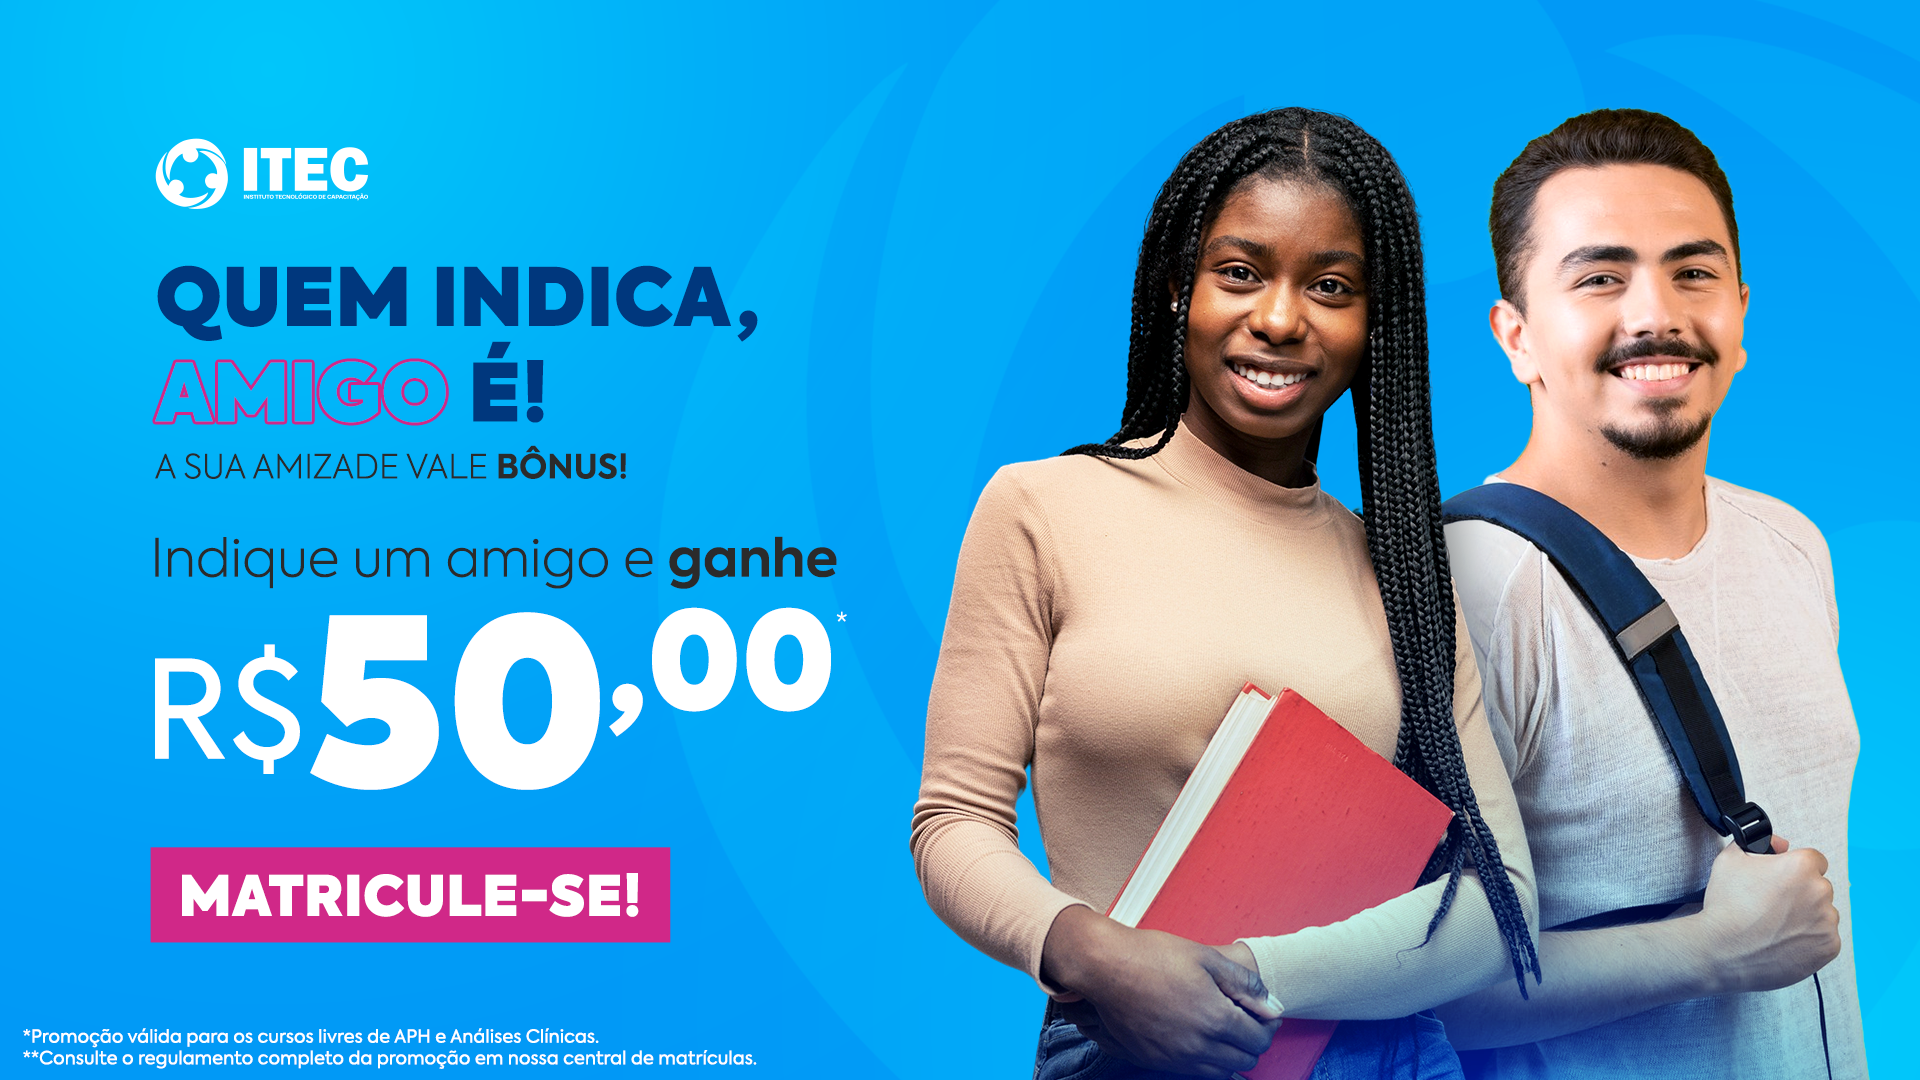 ITEC
INSTITUTO TECNOLÓGICO DE CAPACITAÇÃO
QUEM INDICA,
AMIGO É!
A SUA AMIZADE VALE BÔNUS!
Indique um amigo e ganhe
R$50,00*
MATRICULE-SE!
*Promoção válida para os cursos livres de APH e Análises Clínicas.
**Consulte o regulamento completo da promoção em nossa central de matrículas.